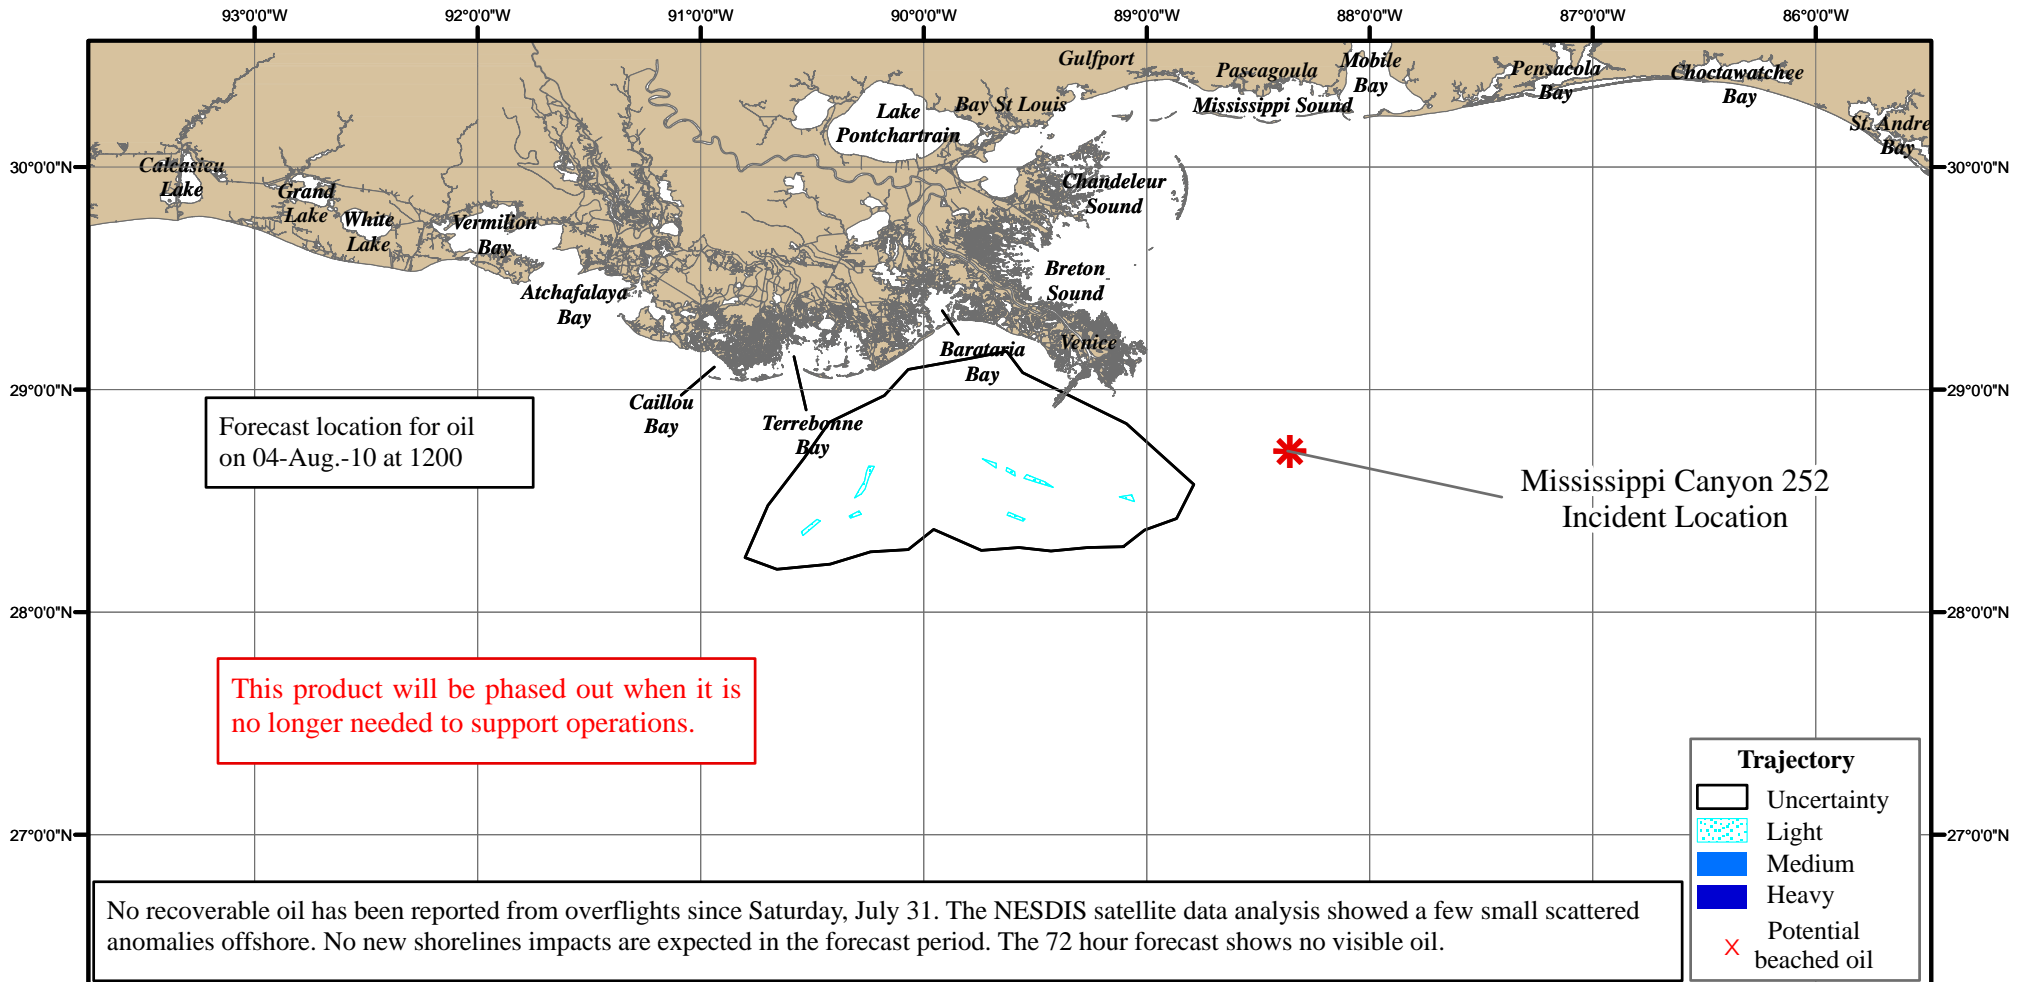 93°0'0"W 92°0'0"W 91°0'0"W 90°0'0"W 89°0'0"W 88°0'0"W 87°0'0"W 86°0'0"W
Gulfport
Pascagoula
Mobile
Bay
Pensacola
Bay
Choctawatchee
Bay
St. Andre
Bay
Mississippi Sound
Bay St Louis
Lake
Pontchartrain
30°0'0"N 30°0'0"N
Calcasieu
Lake
Grand
Lake
White
Lake
Vermilion
Bay
Chandeleur
Sound
Breton
Sound
Atchafalaya
Bay
Venice
Barataria
Bay
29°0'0"N 29°0'0"N
Caillou
Bay
Terrebonne
Bay
Forecast location for oil
on 04-Aug.-10 at 1200
Mississippi Canyon 252
Incident Location
28°0'0"N 28°0'0"N
This product will be phased out when it is
no longer needed to support operations.
27°0'0"N 27°0'0"N
Trajectory
Uncertainty
Light
Medium
Heavy
Potential
beached oil
No recoverable oil has been reported from overflights since Saturday, July 31. The NESDIS satellite data analysis showed a few small scattered
anomalies offshore. No new shorelines impacts are expected in the forecast period. The 72 hour forecast shows no visible oil.